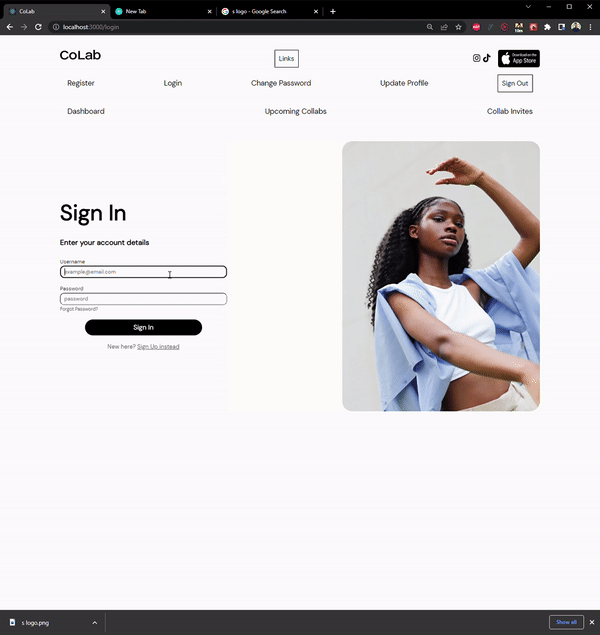 CoLab
New Tab
s logo - Google Search
localhost:3000/login
CoLab
Links
Download on the
App Store
Register
Login
Change Password
Update Profile
Sign Out
Dashboard
Upcoming Collabs
Collab Invites
Sign In
Enter your account details
Username
example@email.com
Password
password
Forgot Password?
Sign In
New here? Sign Up instead
s logo.png
Show all